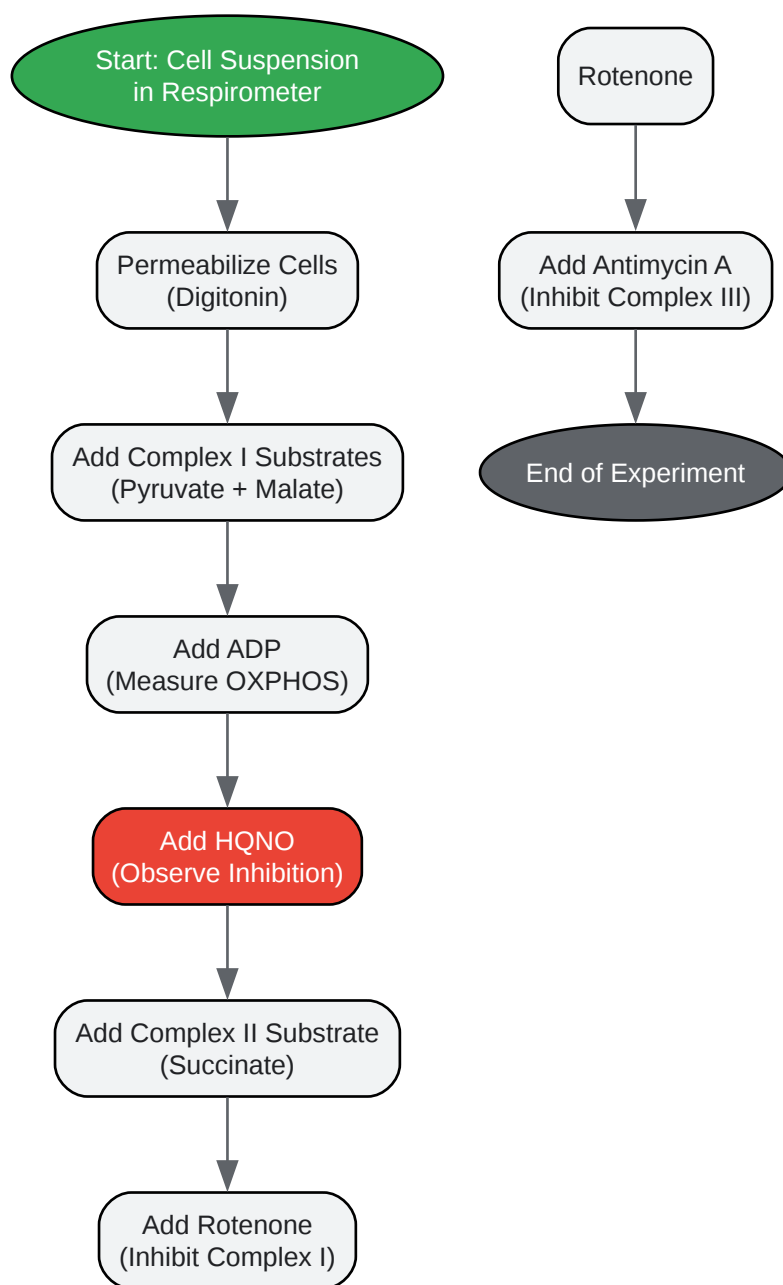 Start: Cell Suspension
in Respirometer
Permeabilize Cells
(Digitonin)
Add Complex I Substrates
(Pyruvate + Malate)
Add ADP
(Measure OXPHOS)
Add HQNO
(Observe Inhibition)
Add Complex II Substrate
(Succinate)
Add Rotenone
(Inhibit Complex I)
Rotenone
Add Antimycin A
(Inhibit Complex III)
End of Experiment